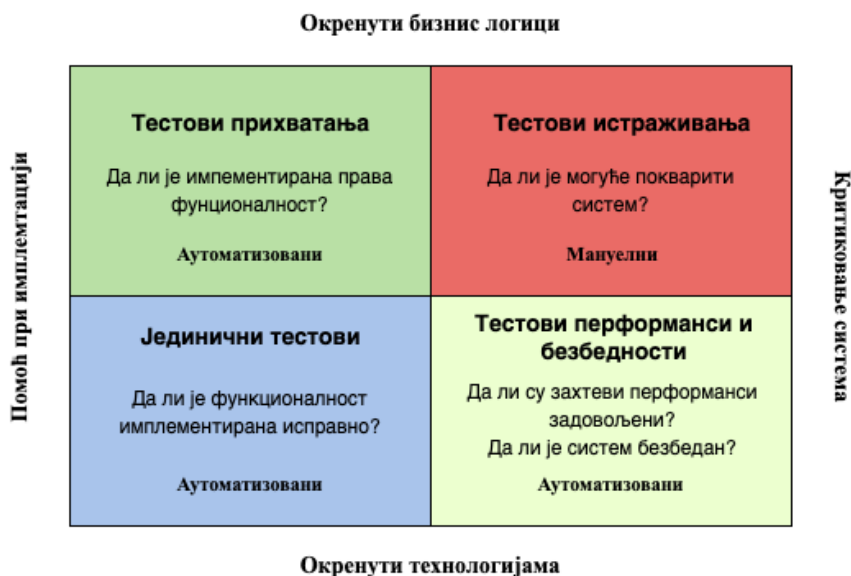 Окренути бизнис логици
Тестови прихватања
Да ли је импементирана права
фунционалност?
Аутоматизовани
Тестови истраживања
Да ли је могуће покварити
систем?
Мануелни
Помоћ при имплемтацији
Критиковање система
Јединични тестови
Да ли је функционалност
имплементирана исправно?
Аутоматизовани
Тестови перформанси и
безбедности
Да ли су захтеви перформанси
задовољени?
Да ли је систем безбедан?
Аутоматизовани
Окренути технологијама